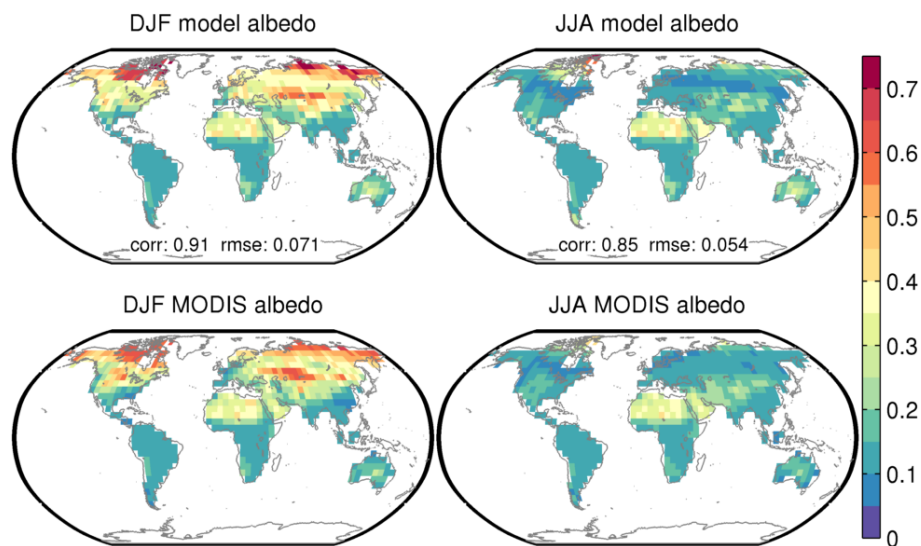 DJF model albedo
JJA model albedo
corr: 0.91 rmse: 0.071
corr: 0.85 rmse: 0.054
DJF MODIS albedo
JJA MODIS albedo
0.7
0.6
0.5
0.4
0.3
0.2
0.1
0